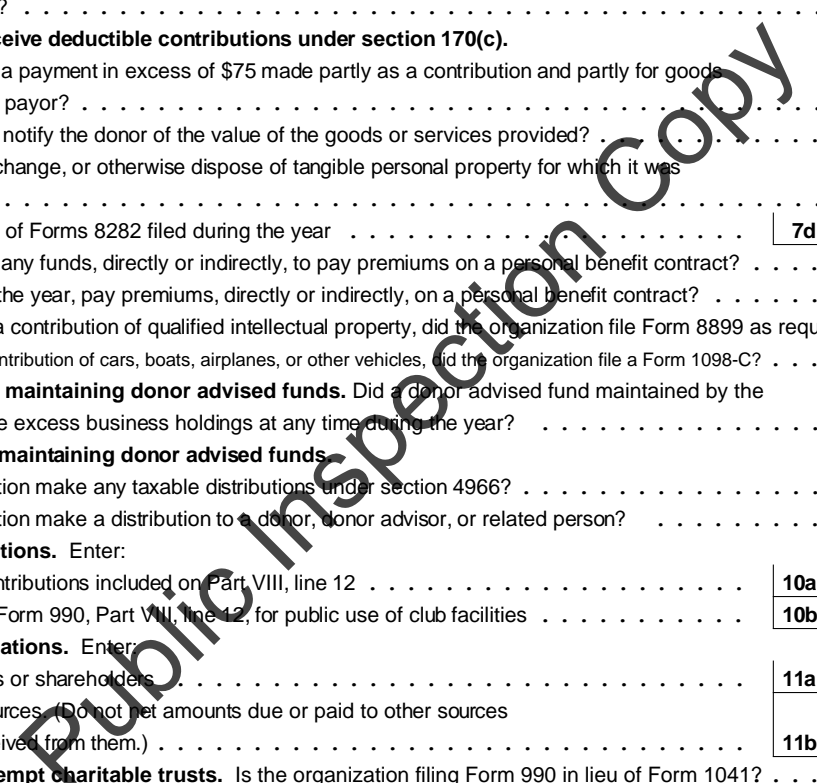 ? . . . . . . . . . . . . . . . . . . . . . . . . . . . . . . . . .
eive deductible contributions under section 170(c).
a payment in excess of $75 made partly as a contribution and partly for goods
payor? . . . . . . . . . . . . . . . . . . . . . . . . . . . . . .
notify the donor of the value of the goods or services provided? . . . . . . . . . .
change, or otherwise dispose of tangible personal property for which it was
. . . . . . . . . . . . . . . . . . . . . . . . . . . . . . . . . .
of Forms 8282 filed during the year . . . . . . . . . . . . . . . . . . . . . 7d
any funds, directly or indirectly, to pay premiums on a personal benefit contract? . . . .
the year, pay premiums, directly or indirectly, on a personal benefit contract? . . . . . .
a contribution of qualified intellectual property, did the organization file Form 8899 as requ
ntribution of cars, boats, airplanes, or other vehicles, did the organization file a Form 1098-C? . . .
maintaining donor advised funds. Did a donor advised fund maintained by the
e excess business holdings at any time during the year? . . . . . . . . . . . . . . .
maintaining donor advised funds.
tion make any taxable distributions under section 4966? . . . . . . . . . . . . . . . .
tion make a distribution to a donor, donor advisor, or related person? . . . . . . . . .
tions. Enter:
ntributions included on Part VIII, line 12 . . . . . . . . . . . . . . . . . . . . 10a
Form 990, Part VIII, line 12, for public use of club facilities . . . . . . . . . . . 10b
ations. Enter:
s or shareholders . . . . . . . . . . . . . . . . . . . . . . . . . . . . . . 11a
urces. (Do not net amounts due or paid to other sources
ived from them.) . . . . . . . . . . . . . . . . . . . . . . . . . . . . . . . 11b
empt charitable trusts. Is the organization filing Form 990 in lieu of Form 1041? . . .
Public Inspection Copy